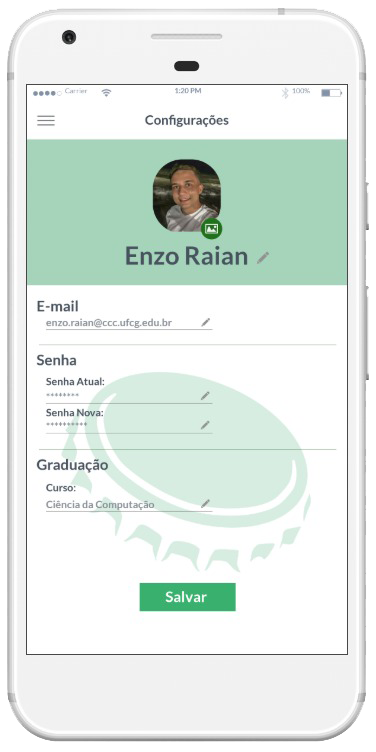 Carrier
1:20 PM
100%
Configurações
Enzo Raian
E-mail
enzo.raian@ccc.ufcg.edu.br
Senha
Senha Atual:
********
Senha Nova:
**********
Graduação
Curso:
Ciência da Computação
Salvar